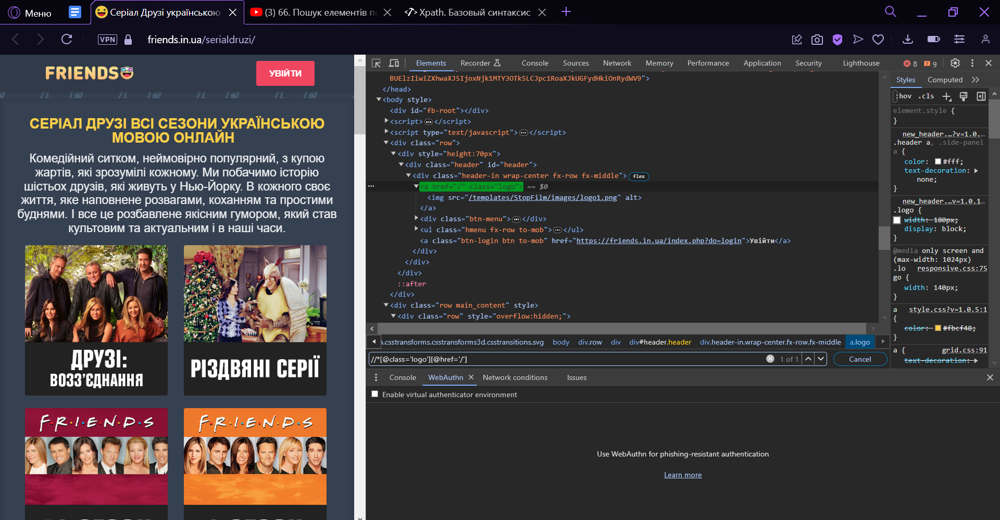 Меню
Серіал Друзі українською
(3) 66. Пошук елементів по
Xpath. Базовый синтаксис
VPN
friends.in.ua/serialdruzi/
FRIENDS
УВІЙТИ
СЕРІАЛ ДРУЗІ ВСІ СЕЗОНИ УКРАЇНСЬКОЮ
МОВОЮ ОНЛАЙН
Комедійний ситком, неймовірно популярний, з купою
жартів, які зрозумілі кожному. Ми побачимо історію
шістьох друзів, які живуть у Нью-Йорку. В кожного своє
життя, яке наповнене розвагами, коханням та простими
буднями. І все це розбавлене якісним гумором, який став
культовим та актуальним і в наші часи.
ДРУЗІ:
ВОЗЗ’ЄДНАННЯ
РІЗДВЯНІ СЕРІЇ
F·R·I·E·N·D·S
F·R·I·E·N·D·S
Elements
Recorder
Console
Sources
Network
Memory
Performance
Application
Security
Lighthouse
8
9
BUElzIiwiZXhwaXJ5IjoxNjk1MTY3OTk5LCJpc1RoaXJkUGFydHkiOnRydWV9">
</head>
<body style>
<div id="fb-root"></div>
<script>…</script>
<script type="text/javascript">…</script>
<div class="row">
<div style="height:70px">
<div class="header" id="header">
<div class="header-in wrap-center fx-row fx-middle"> flex
… <a href="/" class="logo"> == $0
<img src="/templates/StopFilm/images/logo1.png" alt>
</a>
<div class="btn-menu">…</div>
<ul class="hmenu fx-row to-mob">…</ul>
<a class="btn-login btn to-mob" href="https://friends.in.ua/index.php?do=login">Увійти</a>
</div>
</div>
</div>
::after
</div>
<div class="row main_content" style>
<div class="row" style="overflow:hidden;">
.csstransforms.csstransforms3d.csstransitions.svg
body
div.row
div
div#header.header
div.header-in.wrap-center.fx-row.fx-middle
a.logo
//*[@class='logo'][@href='/']
1 of 1
Cancel
Styles
Computed
:hov
.cls
element.style {
}
new_header.…?v=1.0.…
.header a, .side-panel
a {
color: #fff;
text-decoration:
none;
}
new_header.…v=1.0.1…
.logo {
width: 180px;
display: block;
}
@media only screen and
(max-width: 1024px)
.lo responsive.css:75
go {
width: 140px;
}
a style.css?v=1.0.5:1
{
color: #fbcf48;
}
a { grid.css:91
text-decoration:
Console
WebAuthn
Network conditions
Issues
Enable virtual authenticator environment
Use WebAuthn for phishing-resistant authentication
Learn more